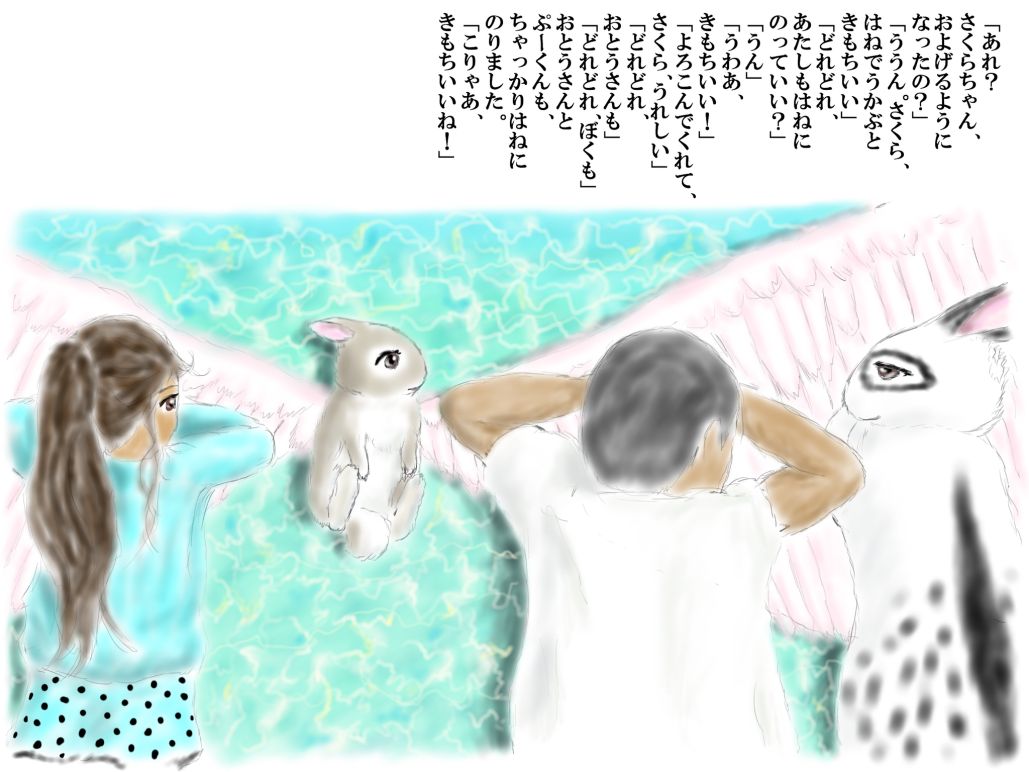 「あれ？
さくらちゃん、
およげるように
なったの？」
「ううん。さくら、
はねでうかぶと
きもちいい」
「どれどれ、
あたしもはねに
のっていい？」
「うん」
「うわあ、
きもちいい！」
「よろこんでくれて、
さくら、うれしい」
「どれどれ、
おとうさんも」
「どれどれ、ぼくも」
おとうさんと
ぷーくんも、
ちゃっかりはねに
のりました。
「こりゃあ、
きもちいいね！」